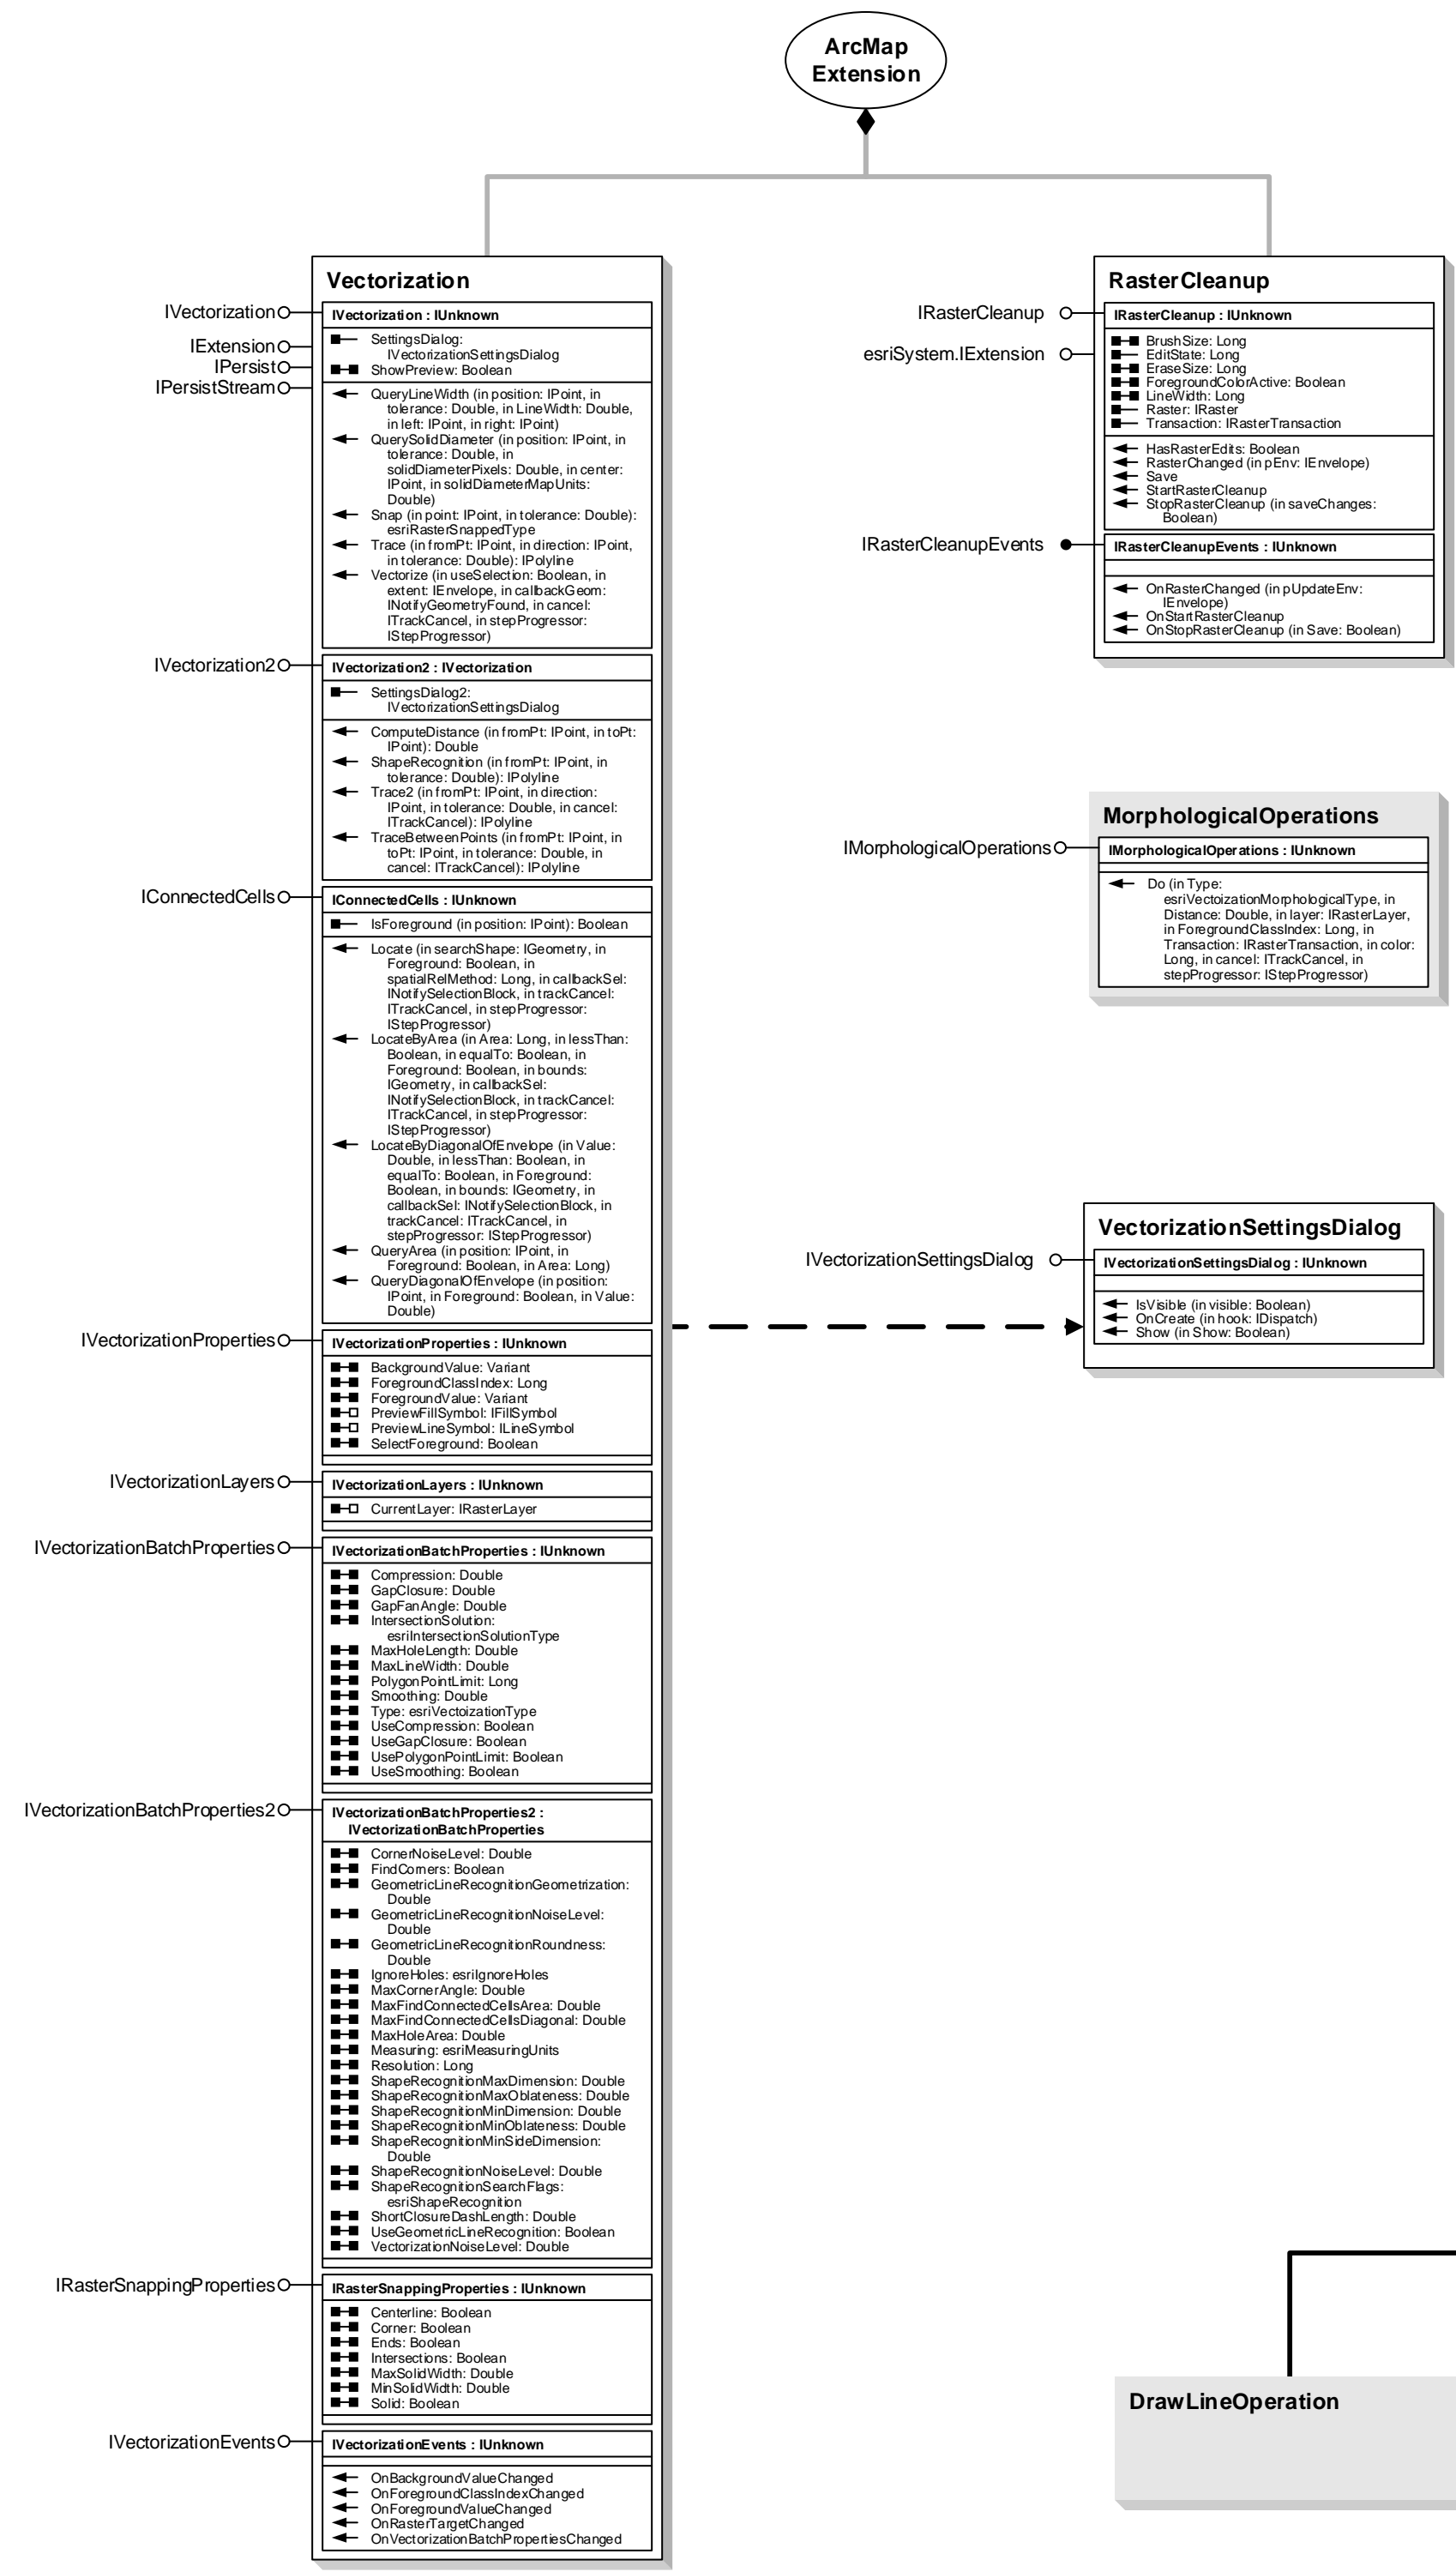 ArcMap
Extension
Vectorization
IVectorization
IExtension
IPersist
IPersistStream
IVectorization : IUnknown
SettingsDialog:
IVectorizationSettingsDialog
ShowPreview: Boolean
QueryLineWidth (in position: IPoint, in
tolerance: Double, in LineWidth: Double,
in left: IPoint, in right: IPoint)
QuerySolidDiameter (in position: IPoint, in
tolerance: Double, in
solidDiameterPixels: Double, in center:
IPoint, in solidDiameterMapUnits:
Double)
Snap (in point: IPoint, in tolerance: Double):
esriRasterSnappedType
Trace (in fromPt: IPoint, in direction: IPoint,
in tolerance: Double): IPolyline
Vectorize (in useSelection: Boolean, in
extent: IEnvelope, in callbackGeom:
INotifyGeometryFound, in cancel:
ITrackCancel, in stepProgressor:
IStepProgressor)
IVectorization2
IVectorization2 : IVectorization
SettingsDialog2:
IVectorizationSettingsDialog
ComputeDistance (in fromPt: IPoint, in toPt:
IPoint): Double
ShapeRecognition (in fromPt: IPoint, in
tolerance: Double): IPolyline
Trace2 (in fromPt: IPoint, in direction:
IPoint, in tolerance: Double, in cancel:
ITrackCancel): IPolyline
TraceBetweenPoints (in fromPt: IPoint, in
toPt: IPoint, in tolerance: Double, in
cancel: ITrackCancel): IPolyline
IConnectedCells
IConnectedCells : IUnknown
IsForeground (in position: IPoint): Boolean
Locate (in searchShape: IGeometry, in
Foreground: Boolean, in
spatialRelMethod: Long, in callbackSel:
INotifySelectionBlock, in trackCancel:
ITrackCancel, in stepProgressor:
IStepProgressor)
LocateByArea (in Area: Long, in lessThan:
Boolean, in equalTo: Boolean, in
Foreground: Boolean, in bounds:
IGeometry, in callbackSel:
INotifySelectionBlock, in trackCancel:
ITrackCancel, in stepProgressor:
IStepProgressor)
LocateByDiagonalOfEnvelope (in Value:
Double, in lessThan: Boolean, in
equalTo: Boolean, in Foreground:
Boolean, in bounds: IGeometry, in
callbackSel: INotifySelectionBlock, in
trackCancel: ITrackCancel, in
stepProgressor: IStepProgressor)
QueryArea (in position: IPoint, in
Foreground: Boolean, in Area: Long)
QueryDiagonalOfEnvelope (in position:
IPoint, in Foreground: Boolean, in Value:
Double)
IVectorizationProperties
IVectorizationProperties : IUnknown
BackgroundValue: Variant
ForegroundClassIndex: Long
ForegroundValue: Variant
PreviewFillSymbol: IFillSymbol
PreviewLineSymbol: ILineSymbol
SelectForeground: Boolean
IVectorizationLayers
IVectorizationLayers : IUnknown
CurrentLayer: IRasterLayer
IVectorizationBatchProperties
IVectorizationBatchProperties : IUnknown
Compression: Double
GapClosure: Double
GapFanAngle: Double
IntersectionSolution:
esriIntersectionSolutionType
MaxHoleLength: Double
MaxLineWidth: Double
PolygonPointLimit: Long
Smoothing: Double
Type: esriVectoizationType
UseCompression: Boolean
UseGapClosure: Boolean
UsePolygonPointLimit: Boolean
UseSmoothing: Boolean
IVectorizationBatchProperties2
IVectorizationBatchProperties2 :
IVectorizationBatchProperties
CornerNoiseLevel: Double
FindCorners: Boolean
GeometricLineRecognitionGeometrization:
Double
GeometricLineRecognitionNoiseLevel:
Double
GeometricLineRecognitionRoundness:
Double
IgnoreHoles: esriIgnoreHoles
MaxCornerAngle: Double
MaxFindConnectedCellsArea: Double
MaxFindConnectedCellsDiagonal: Double
MaxHoleArea: Double
Measuring: esriMeasuringUnits
Resolution: Long
ShapeRecognitionMaxDimension: Double
ShapeRecognitionMaxOblateness: Double
ShapeRecognitionMinDimension: Double
ShapeRecognitionMinOblateness: Double
ShapeRecognitionMinSideDimension:
Double
ShapeRecognitionNoiseLevel: Double
ShapeRecognitionSearchFlags:
esriShapeRecognition
ShortClosureDashLength: Double
UseGeometricLineRecognition: Boolean
VectorizationNoiseLevel: Double
IRasterSnappingProperties
IRasterSnappingProperties : IUnknown
Centerline: Boolean
Corner: Boolean
Ends: Boolean
Intersections: Boolean
MaxSolidWidth: Double
MinSolidWidth: Double
Solid: Boolean
IVectorizationEvents
IVectorizationEvents : IUnknown
OnBackgroundValueChanged
OnForegroundClassIndexChanged
OnForegroundValueChanged
OnRasterTargetChanged
OnVectorizationBatchPropertiesChanged
RasterCleanup
IRasterCleanup
esriSystem.IExtension
IRasterCleanup : IUnknown
BrushSize: Long
EditState: Long
EraseSize: Long
ForegroundColorActive: Boolean
LineWidth: Long
Raster: IRaster
Transaction: IRasterTransaction
HasRasterEdits: Boolean
RasterChanged (in pEnv: IEnvelope)
Save
StartRasterCleanup
StopRasterCleanup (in saveChanges:
Boolean)
IRasterCleanupEvents
IRasterCleanupEvents : IUnknown
OnRasterChanged (in pUpdateEnv:
IEnvelope)
OnStartRasterCleanup
OnStopRasterCleanup (in Save: Boolean)
MorphologicalOperations
IMorphologicalOperations
IMorphologicalOperations : IUnknown
Do (in Type:
esriVectoizationMorphologicalType, in
Distance: Double, in layer: IRasterLayer,
in ForegroundClassIndex: Long, in
Transaction: IRasterTransaction, in color:
Long, in cancel: ITrackCancel, in
stepProgressor: IStepProgressor)
VectorizationSettingsDialog
IVectorizationSettingsDialog
IVectorizationSettingsDialog : IUnknown
IsVisible (in visible: Boolean)
OnCreate (in hook: IDispatch)
Show (in Show: Boolean)
DrawLineOperation